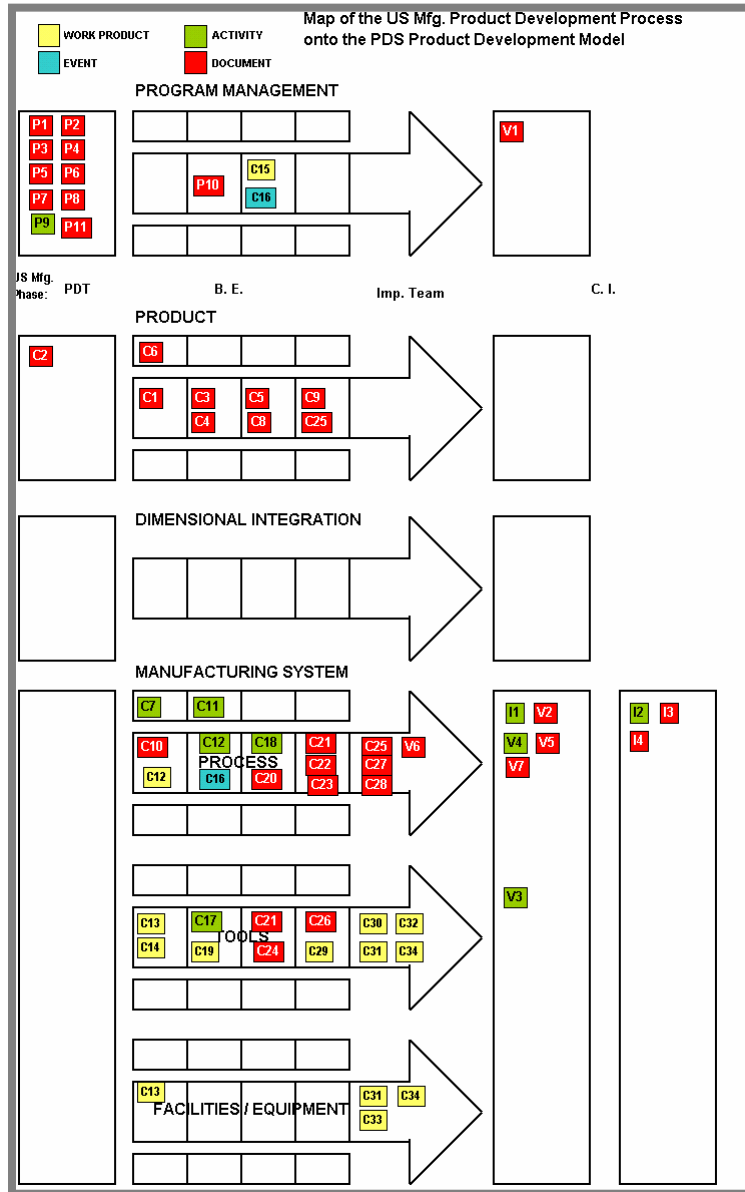 Map of the US Mfg. Product Development Process
onto the PDS Product Development Model
WORK PRODUCT ACTIVITY
EVENT DOCUMENT
PROGRAM MANAGEMENT
P1 P2 V1
P3 P4
P5 P6 C15
P10
P7 P8 C16
P9 P11
US Mfg.
Phase: PDT B. E. Imp. Team C. I.
PRODUCT
C2 C6
C1 C3 C5 C9
C4 C8 C25
DIMENSIONAL INTEGRATION
MANUFACTURING SYSTEM
C7 C11 I1 V2 I2 I3
C10 C12 C18 C21 C25 V6 V4 V5 I4
PROCESS C22 C27 V7
C12 C16 C20 C23 C28
V3
C13 C17 C21 C26 C30 C32
TOOLS
C14 C19 C24 C29 C31 C34
C13 C31 C34
FACILITIES / EQUIPMENT C33